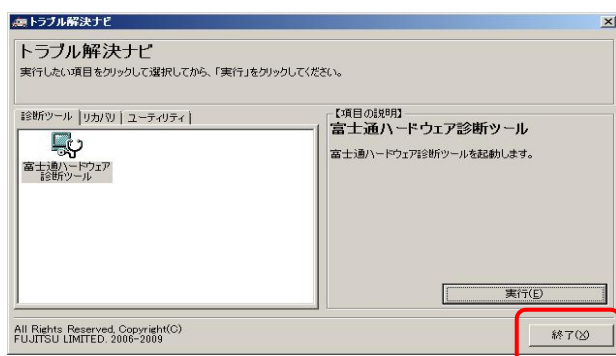 トラブル解決ナビ
トラブル解決ナビ
実行したい項目をクリックして選択してから、「実行」をクリックしてください。
診断ツール リカバリ ユーティリティ
富士通ハードウェア
診断ツール
【項目の説明】
富士通ハードウェア診断ツール
富士通ハードウェア診断ツールを起動します。
実行(E)
All Rights Reserved, Copyright(C)
FUJITSU LIMITED. 2006-2009
終了(X)